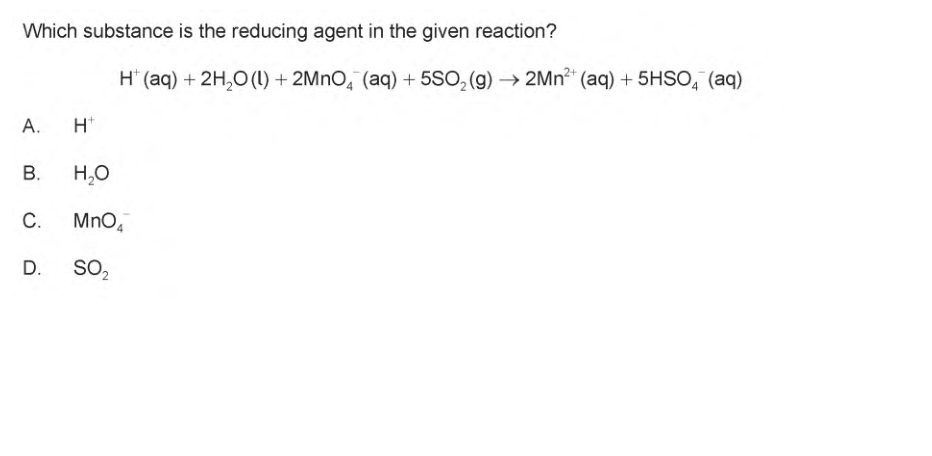 Which substance is the reducing agent in the given reaction?
H⁺ (aq) + 2H₂O (l) + 2MnO₄⁻ (aq) + 5SO₂ (g) → 2Mn²⁺ (aq) + 5HSO₄⁻ (aq)
A. H⁺
B. H₂O
C. MnO₄⁻
D. SO₂